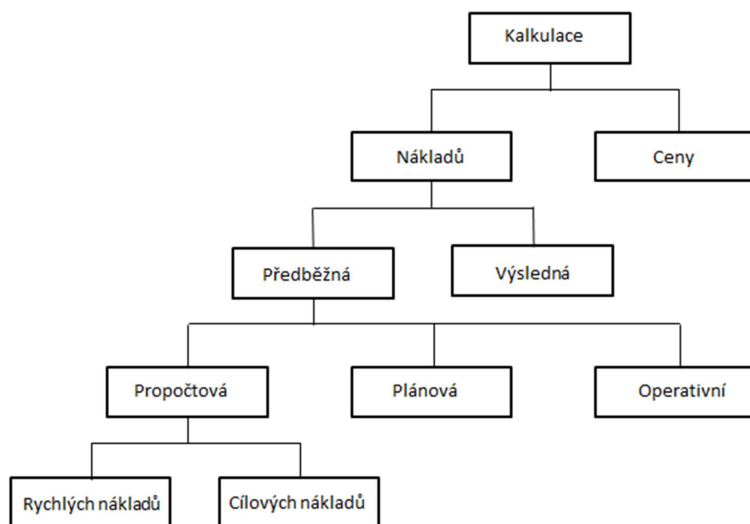 Kalkulace
Nákladů
Ceny
Předběžná
Výsledná
Propočtová
Plánová
Operativní
Rychlých nákladů
Cílových nákladů